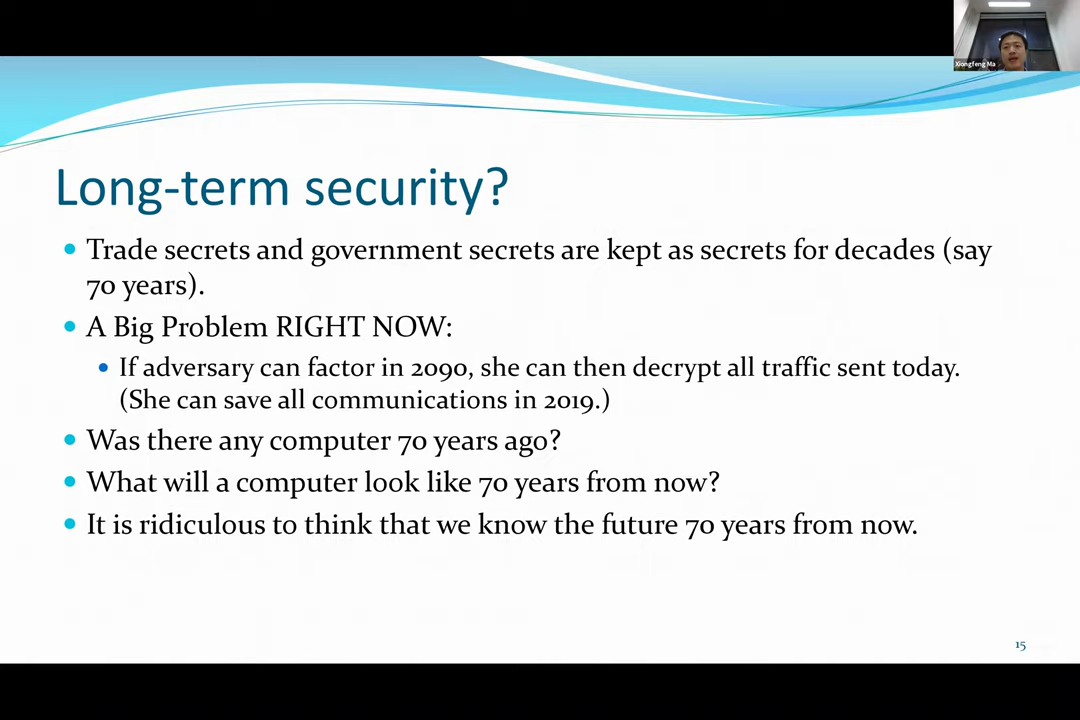 Xiongfeng Ma
Long-term security?
• Trade secrets and government secrets are kept as secrets for decades (say
70 years).
• A Big Problem RIGHT NOW:
• If adversary can factor in 2090, she can then decrypt all traffic sent today.
(She can save all communications in 2019.)
• Was there any computer 70 years ago?
• What will a computer look like 70 years from now?
• It is ridiculous to think that we know the future 70 years from now.
15